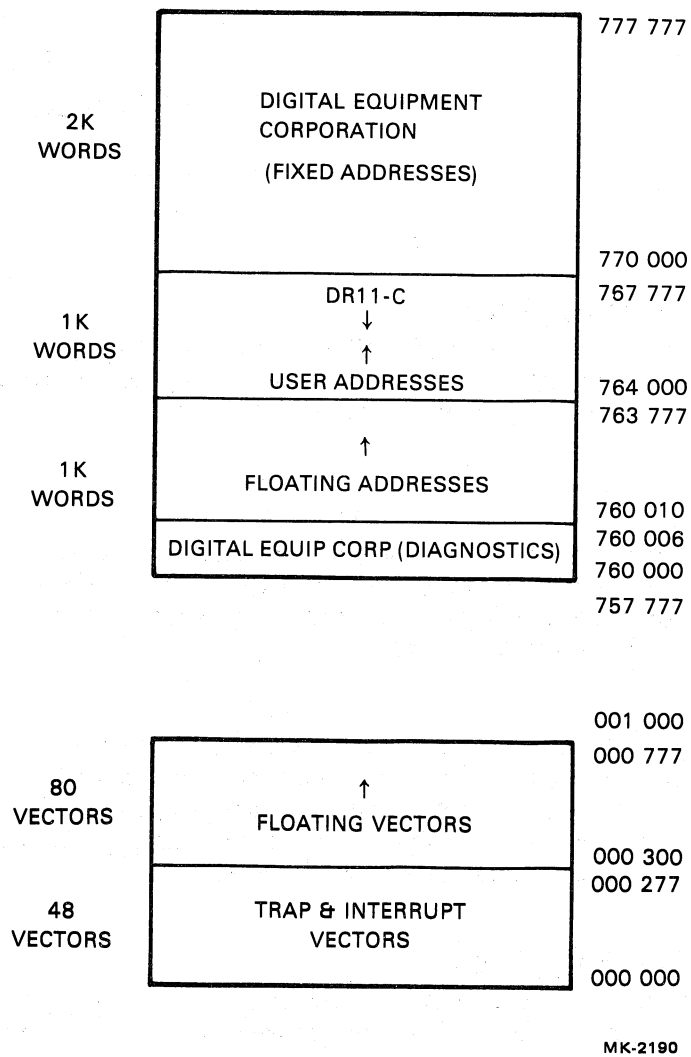 777 777
DIGITAL EQUIPMENT
CORPORATION
(FIXED ADDRESSES)
2K
WORDS
770 000
767 777
DR11-C
↓
↑
USER ADDRESSES
1K
WORDS
764 000
763 777
↑
FLOATING ADDRESSES
1K
WORDS
760 010
760 006
DIGITAL EQUIP CORP (DIAGNOSTICS)
760 000
757 777
001 000
000 777
↑
FLOATING VECTORS
80
VECTORS
000 300
000 277
TRAP & INTERRUPT
VECTORS
48
VECTORS
000 000
MK-2190